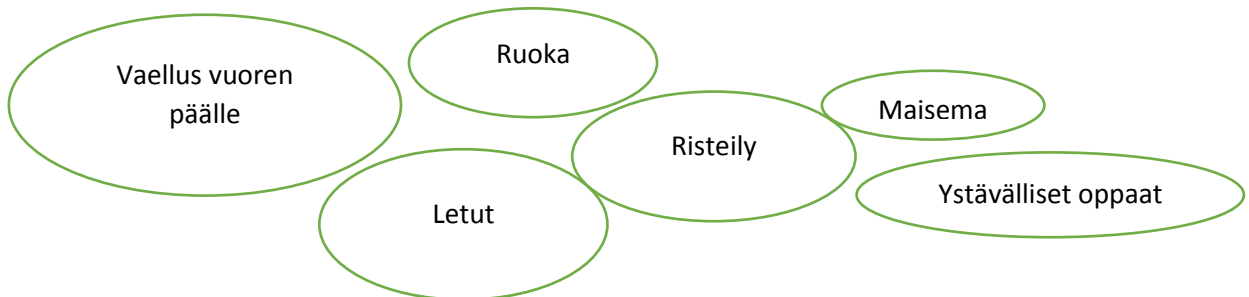 Vaellus vuoren
päälle
Ruoka
Letut
Risteily
Maisema
Ystävälliset oppaat